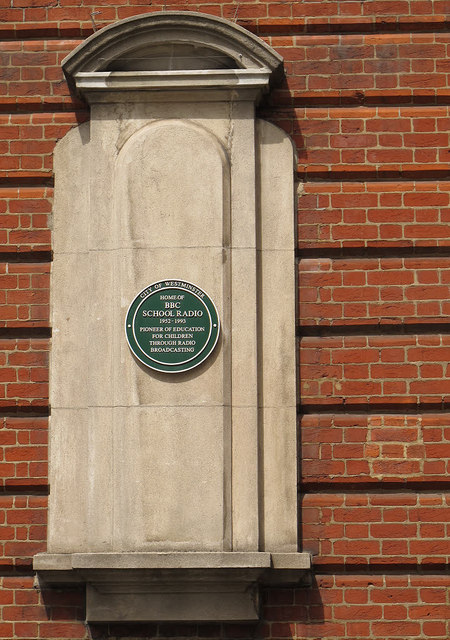 CITY OF WESTMINSTER
HOME OF
BBC
SCHOOL RADIO
1952-1993
PIONEER OF EDUCATION
FOR CHILDREN
THROUGH RADIO
BROADCASTING